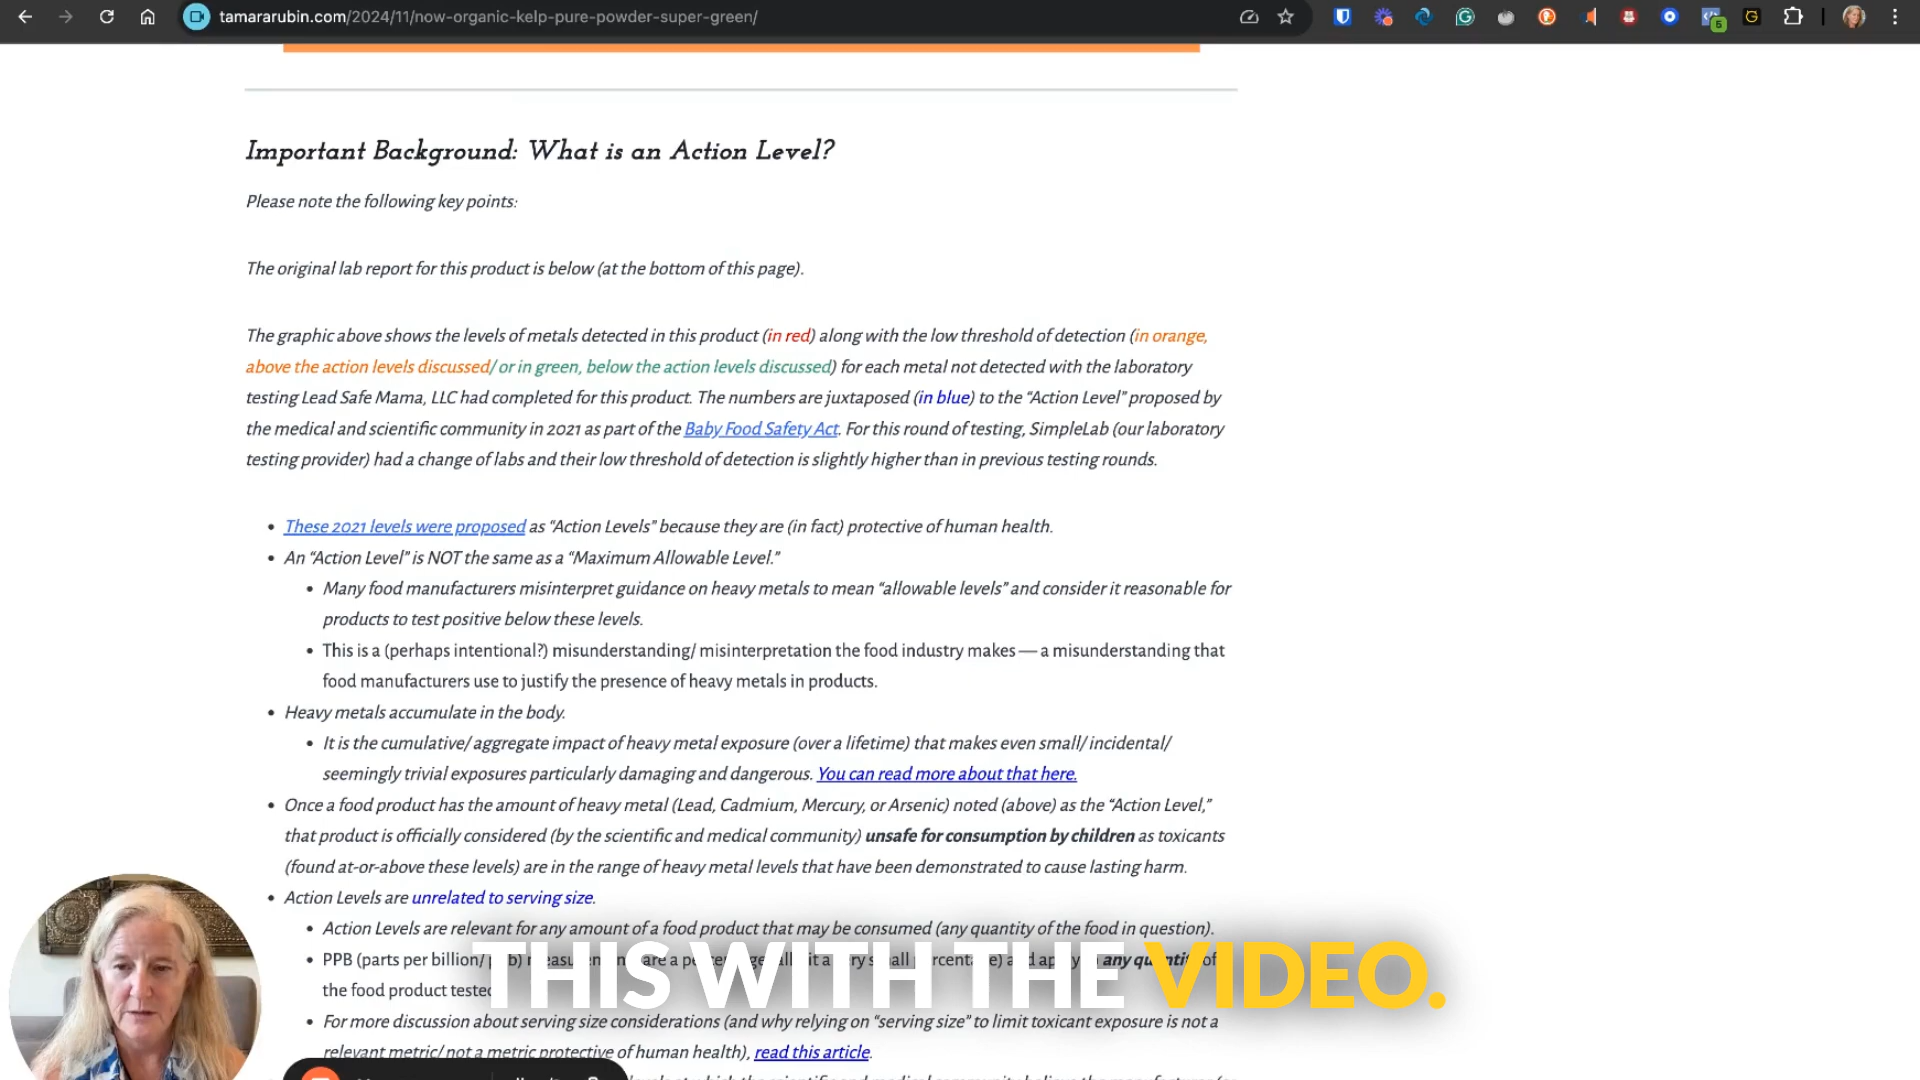 tamararubin.com/2024/11/now-organic-kelp-pure-powder-super-green/
Important Background: What is an Action Level?
Please note the following key points:
The original lab report for this product is below (at the bottom of this page).
The graphic above shows the levels of metals detected in this product (in red) along with the low threshold of detection (in orange,
above the action levels discussed/ or in green, below the action levels discussed) for each metal not detected with the laboratory
testing Lead Safe Mama, LLC had completed for this product. The numbers are juxtaposed (in blue) to the “Action Level” proposed by
the medical and scientific community in 2021 as part of the Baby Food Safety Act. For this round of testing, SimpleLab (our laboratory
testing provider) had a change of labs and their low threshold of detection is slightly higher than in previous testing rounds.
• These 2021 levels were proposed as “Action Levels” because they are (in fact) protective of human health.
• An “Action Level” is NOT the same as a “Maximum Allowable Level.”
• Many food manufacturers misinterpret guidance on heavy metals to mean “allowable levels” and consider it reasonable for
products to test positive below these levels.
• This is a (perhaps intentional?) misunderstanding/ misinterpretation the food industry makes — a misunderstanding that
food manufacturers use to justify the presence of heavy metals in products.
• Heavy metals accumulate in the body.
• It is the cumulative/ aggregate impact of heavy metal exposure (over a lifetime) that makes even small/ incidental/
seemingly trivial exposures particularly damaging and dangerous. You can read more about that here.
• Once a food product has the amount of heavy metal (Lead, Cadmium, Mercury, or Arsenic) noted (above) as the “Action Level,”
that product is officially considered (by the scientific and medical community) unsafe for consumption by children as toxicants
(found at-or-above these levels) are in the range of heavy metal levels that have been demonstrated to cause lasting harm.
• Action Levels are unrelated to serving size.
• Action Levels are relevant for any amount of a food product that may be consumed (any quantity of the food in question).
• PPB (parts per billion/ are a any of
the food product tested
THIS WITH THE VIDEO.
• For more discussion about serving size considerations (and why relying on “serving size” to limit toxicant exposure is not a
relevant metric/ not a metric protective of human health), read this article.